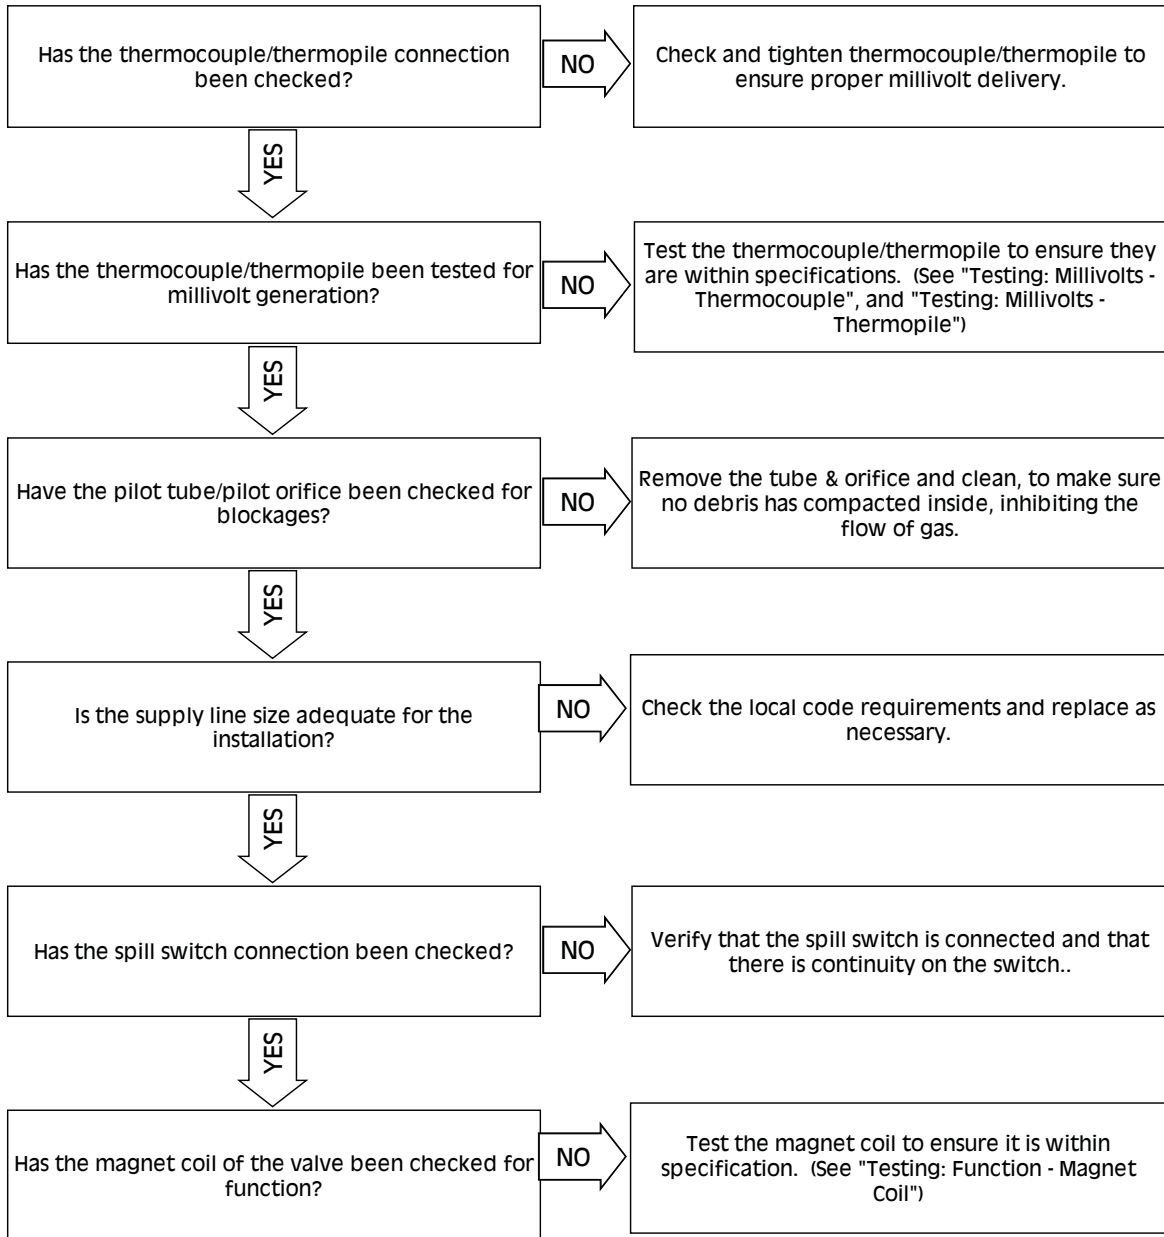 Has the thermocouple/thermopile connection
been checked?
NO
Check and tighten thermocouple/thermopile to
ensure proper millivolt delivery.
YES
Has the thermocouple/thermopile been tested for
millivolt generation?
NO
Test the thermocouple/thermopile to ensure they
are within specifications.  (See "Testing: Millivolts -
Thermocouple", and "Testing: Millivolts -
Thermopile")
YES
Have the pilot tube/pilot orifice been checked for
blockages?
NO
Remove the tube & orifice and clean, to make sure
no debris has compacted inside, inhibiting the
flow of gas.
YES
Is the supply line size adequate for the
installation?
NO
Check the local code requirements and replace as
necessary.
YES
Has the spill switch connection been checked?
NO
Verify that the spill switch is connected and that
there is continuity on the switch..
YES
Has the magnet coil of the valve been checked for
function?
NO
Test the magnet coil to ensure it is within
specification.  (See "Testing: Function - Magnet
Coil")